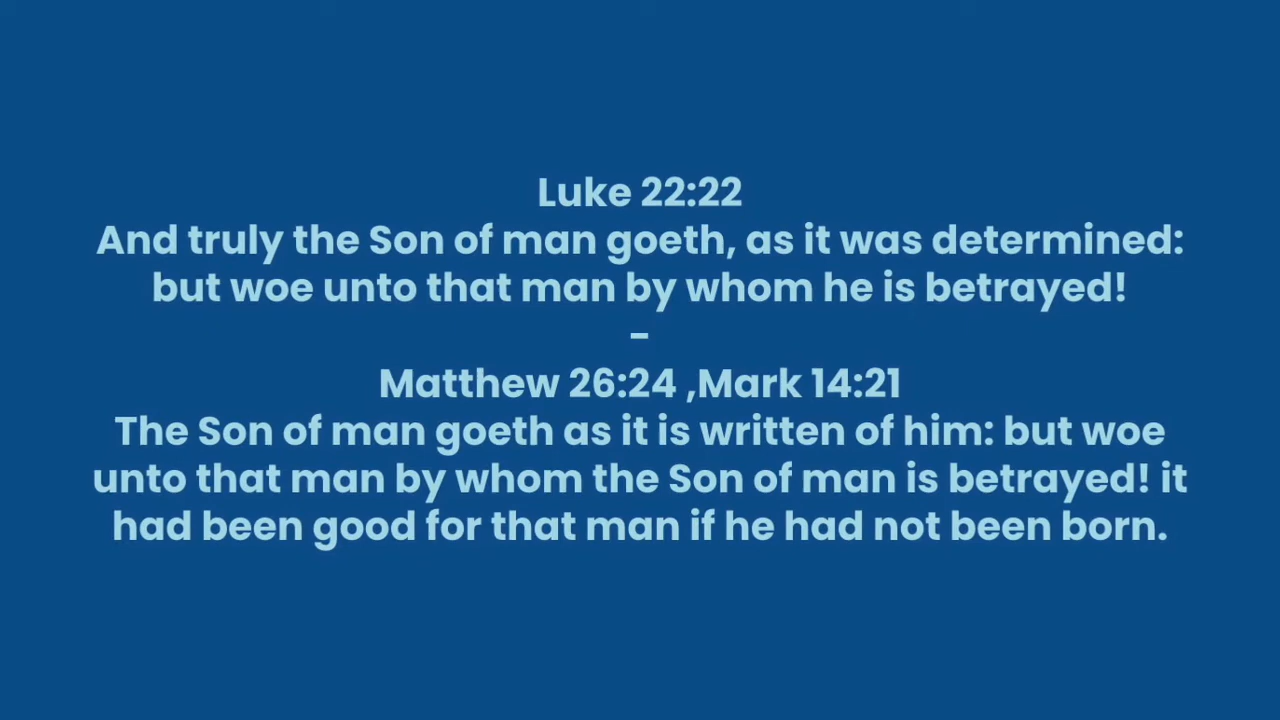 Luke 22:22
And truly the Son of man goeth, as it was determined:
but woe unto that man by whom he is betrayed!
-
Matthew 26:24 ,Mark 14:21
The Son of man goeth as it is written of him: but woe
unto that man by whom the Son of man is betrayed! it
had been good for that man if he had not been born.